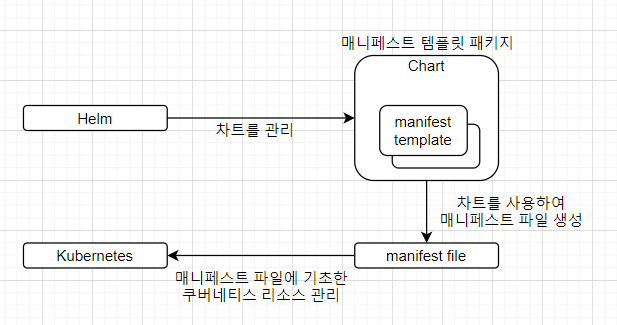 매니페스트 템플릿 패키지
Chart
manifest
template
Helm
차트를 관리
차트를 사용하여
매니페스트 파일 생성
Kubernetes
manifest file
매니페스트 파일에 기초한
쿠버네티스 리소스 관리